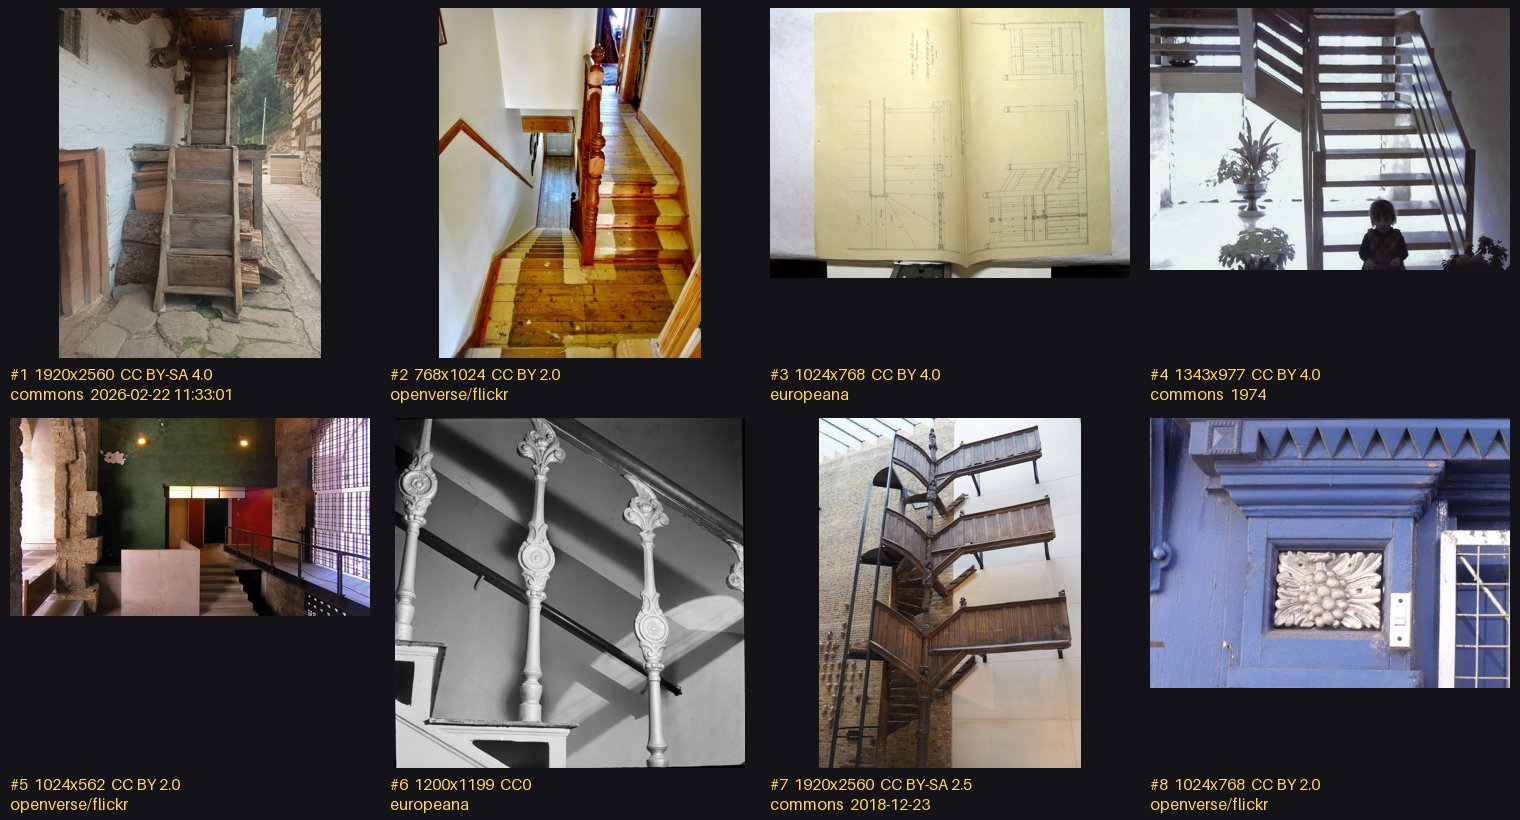 #1 1920x2560 CC BY-SA 4.0
commons 2026-02-22 11:33:01
#2 768x1024 CC BY 2.0
openverse/flickr
#3 1024x768 CC BY 4.0
europeana
#4 1343x977 CC BY 4.0
commons 1974
#5 1024x562 CC BY 2.0
openverse/flickr
#6 1200x1199 CC0
europeana
#7 1920x2560 CC BY-SA 2.5
commons 2018-12-23
#8 1024x768 CC BY 2.0
openverse/flickr